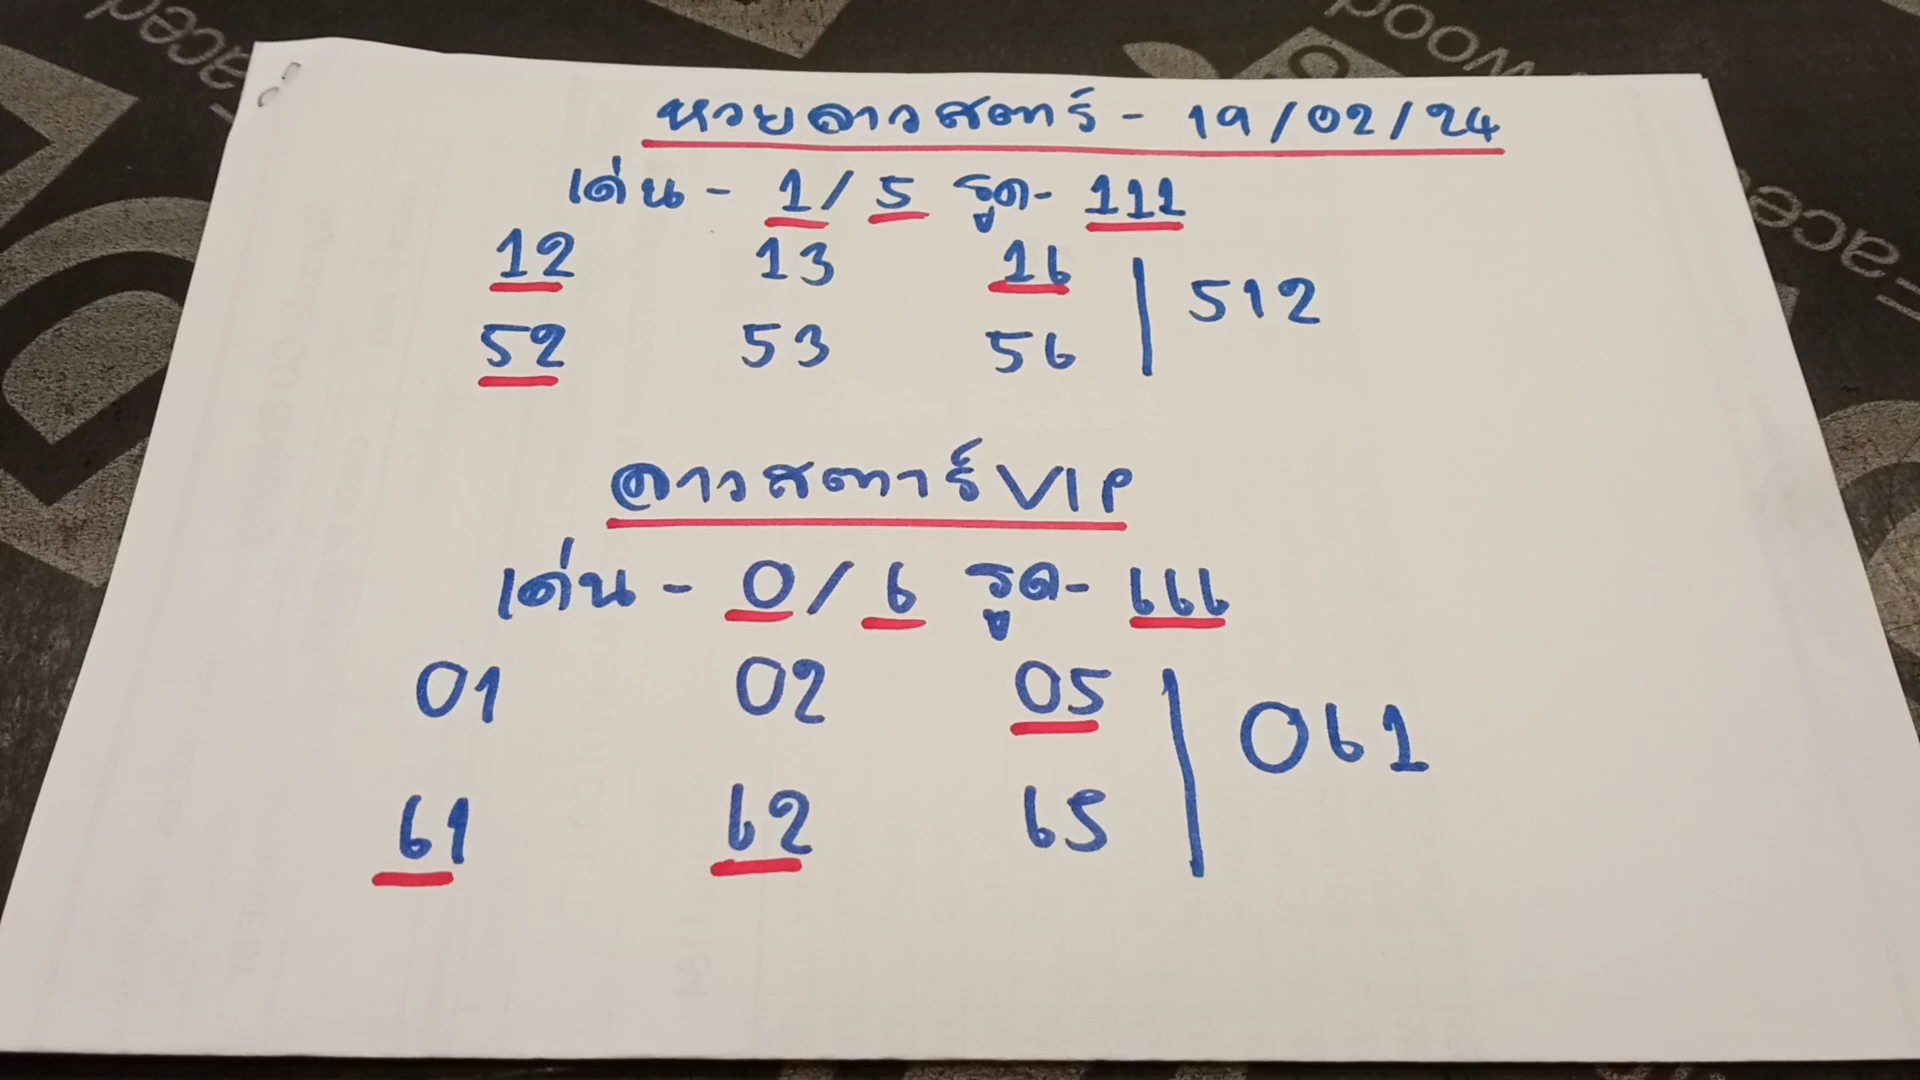 หวยลาวสตาร์ - 19/02/24
เด่น - 1/5 รูด- 111
12 13 16 | 512
52 53 56
ลาวสตาร์ VIP
เด่น - 0/6 รูด- 666
01 02 05 | 061
61 62 65